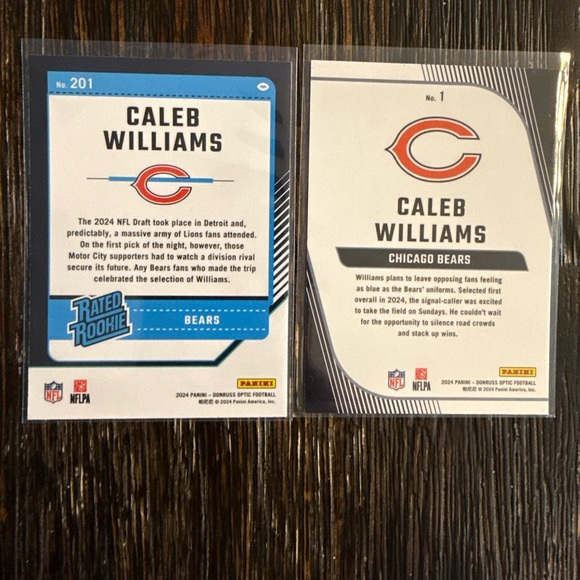 No. 201
CALEB
WILLIAMS
The 2024 NFL Draft took place in Detroit and,
predictably, a massive army of Lions fans attended.
On the first pick of the night, however, those
Motor City supporters had to watch a division rival
secure its future. Any Bears fans who made the trip
celebrated the selection of Williams.
RATED
ROOKIE
BEARS
NFL
NFLPA
PANINI
2024 PANINI – DONRUSS OPTIC FOOTBALL
© 2024 Panini America, Inc.
No. 1
CALEB
WILLIAMS
CHICAGO BEARS
Williams plans to leave opposing fans feeling
as blue as the Bears' uniforms. Selected first
overall in 2024, the signal-caller was excited
to take the field on Sundays. He couldn't wait
for the opportunity to silence road crowds
and stack up wins.
NFL
NFLPA
PANINI
2024 PANINI – DONRUSS OPTIC FOOTBALL
© 2024 Panini America, Inc.